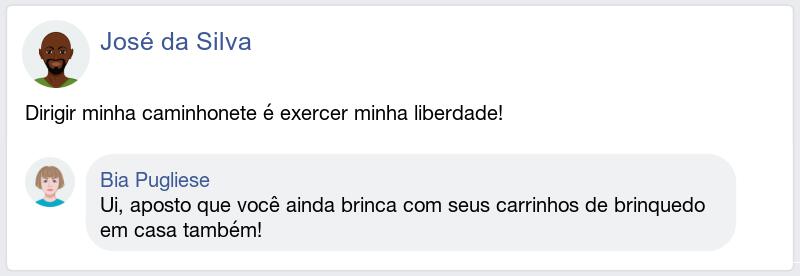 José da Silva
Dirigir minha caminhonete é exercer minha liberdade!
Bia Pugliese
Ui, aposto que você ainda brinca com seus carrinhos de brinquedo
em casa também!